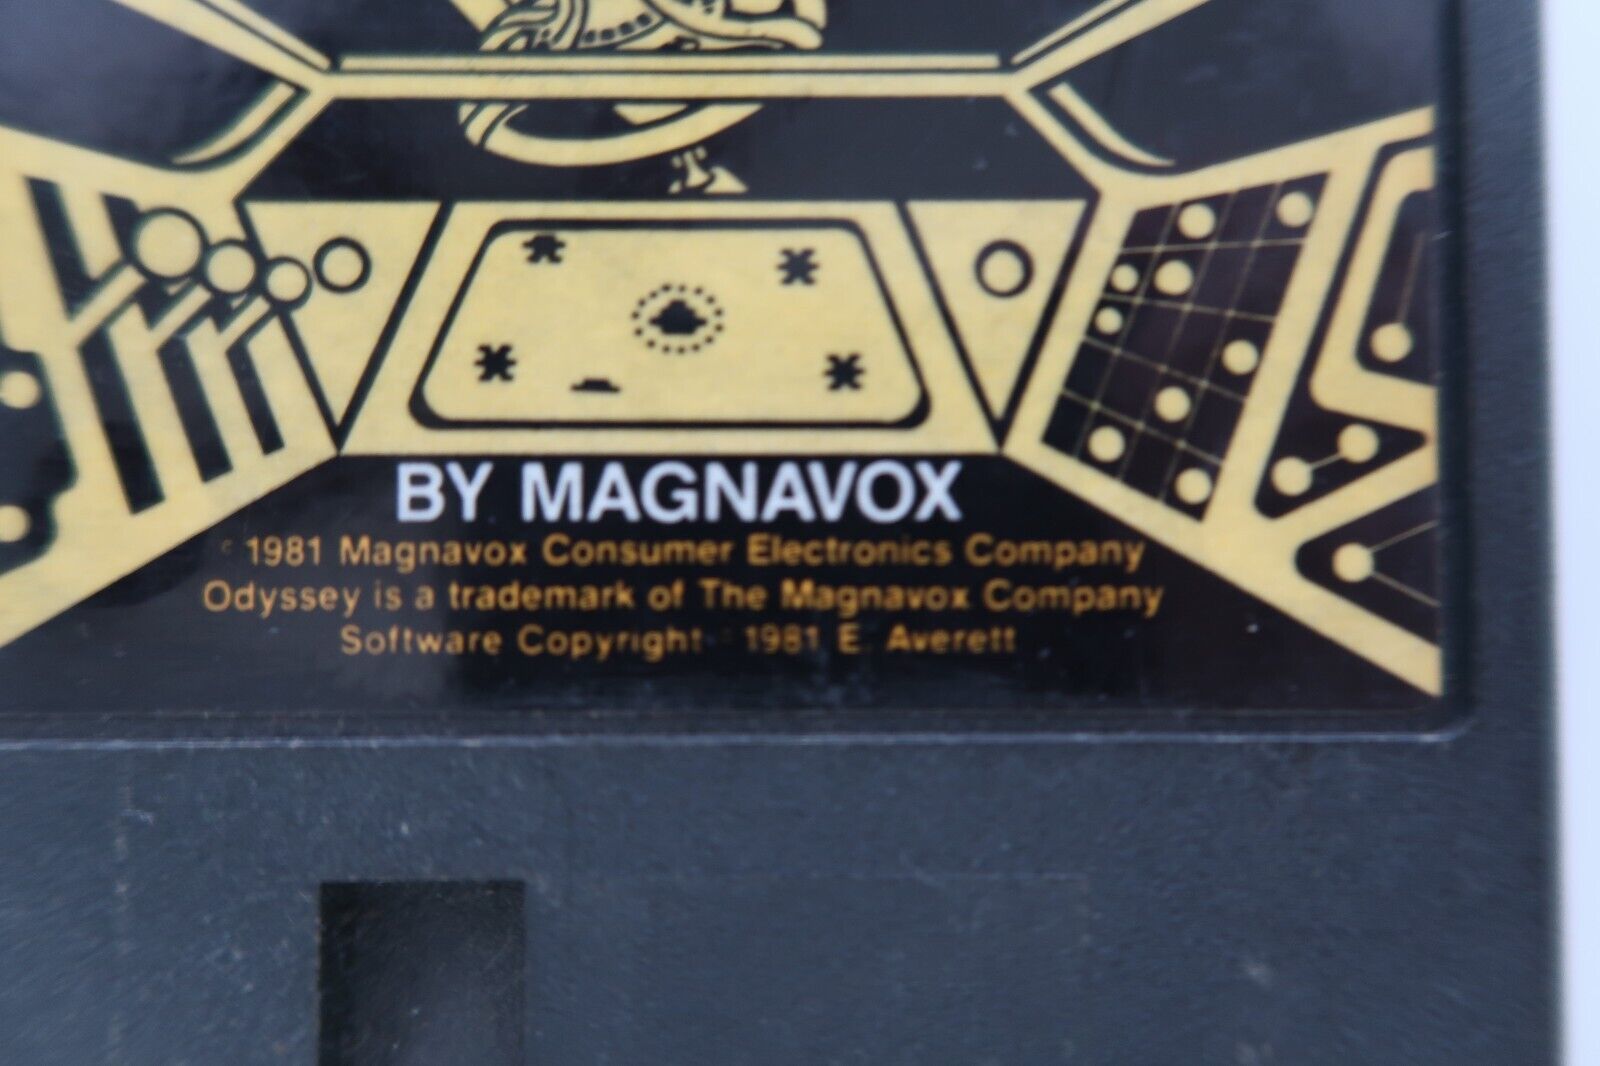 BY MAGNAVOX
© 1981 Magnavox Consumer Electronics Company
Odyssey is a trademark of The Magnavox Company
Software Copyright © 1981 E. Averett